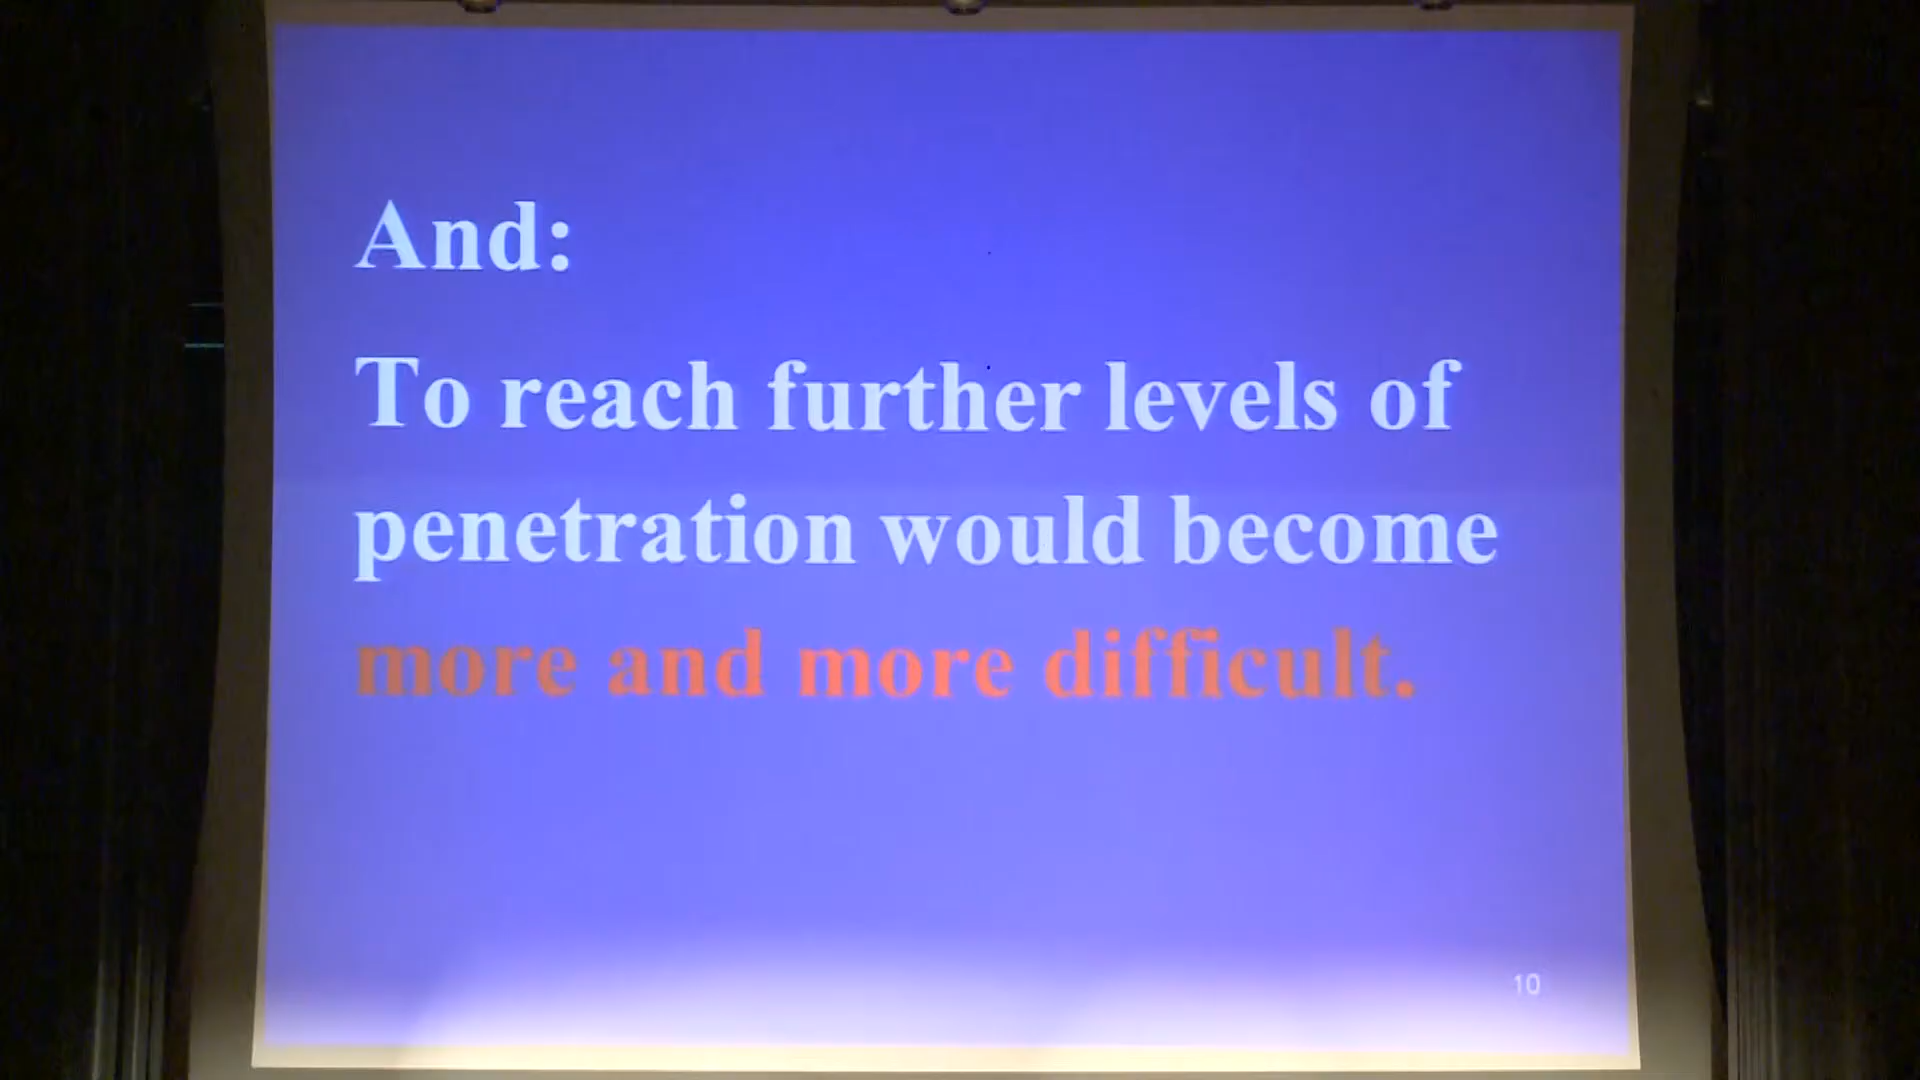 And:
To reach further levels of
penetration would become
more and more difficult.
10